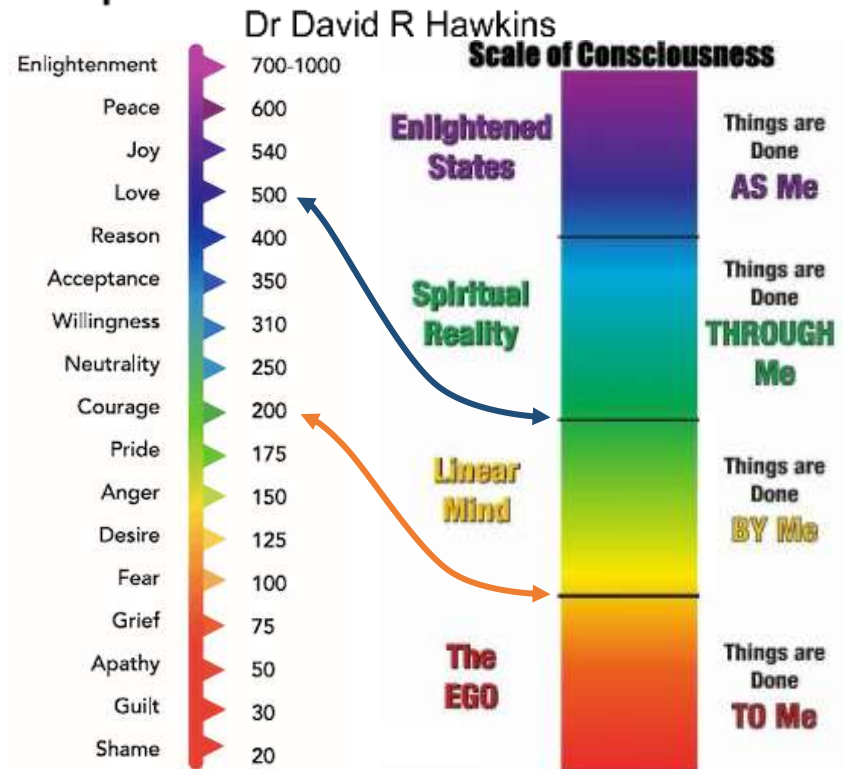 Dr David R Hawkins
Scale of Consciousness
Enlightenment 700-1000
Peace 600
Joy 540
Love 500
Reason 400
Acceptance 350
Willingness 310
Neutrality 250
Courage 200
Pride 175
Anger 150
Desire 125
Fear 100
Grief 75
Apathy 50
Guilt 30
Shame 20
Enlightened
States
Things are
Done
AS Me
Spiritual
Reality
Things are
Done
THROUGH
Me
Linear
Mind
Things are
Done
BY Me
The
EGO
Things are
Done
TO Me